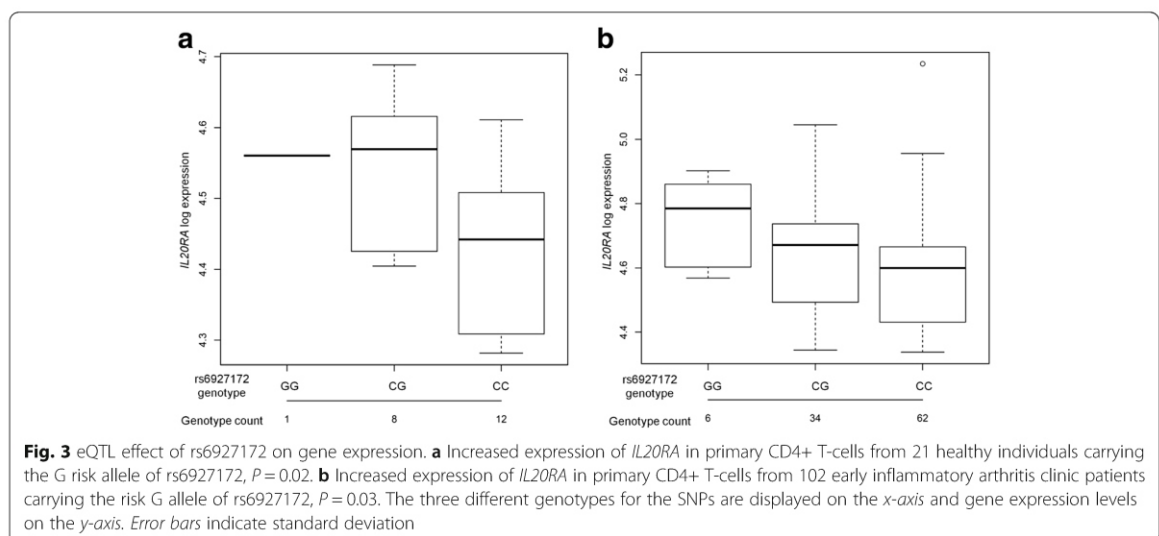 a
IL20RA log expression
4.7
4.6
4.5
4.4
4.3
rs6927172
genotype
GG CG CC
Genotype count 1 8 12
b
IL20RA log expression
5.2
5.0
4.8
4.6
4.4
rs6927172
genotype
GG CG CC
Genotype count 6 34 62
Fig. 3 eQTL effect of rs6927172 on gene expression. a Increased expression of IL20RA in primary CD4+ T-cells from 21 healthy individuals carrying
the G risk allele of rs6927172, P = 0.02. b Increased expression of IL20RA in primary CD4+ T-cells from 102 early inflammatory arthritis clinic patients
carrying the risk G allele of rs6927172, P = 0.03. The three different genotypes for the SNPs are displayed on the x-axis and gene expression levels
on the y-axis. Error bars indicate standard deviation